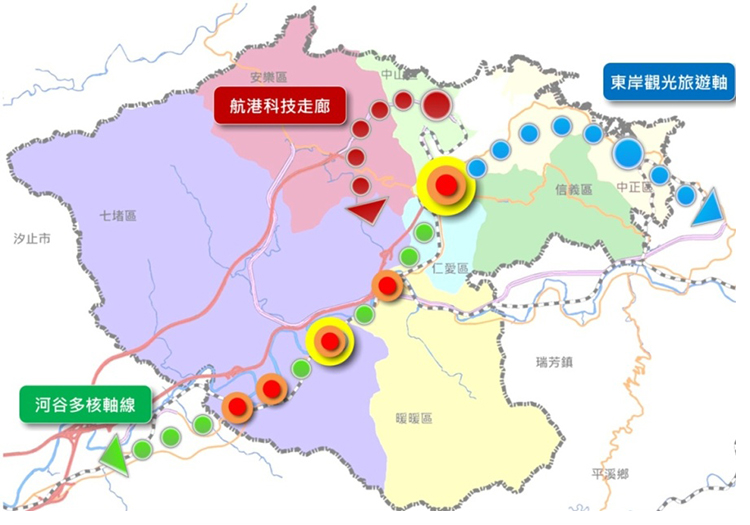 安樂區
中山區
東岸觀光旅遊軸
航港科技走廊
信義區
中正區
七堵區
汐止市
仁愛區
瑞芳鎮
河谷多核軸線
暖暖區
平溪鄉